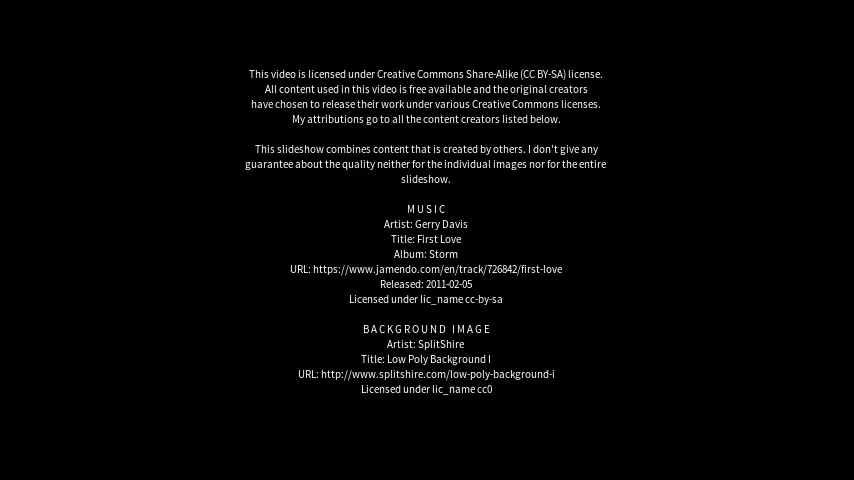 This video is licensed under Creative Commons Share-Alike (CC BY-SA) license.
All content used in this video is free available and the original creators
have chosen to release their work under various Creative Commons licenses.
My attributions go to all the content creators listed below.
This slideshow combines content that is created by others. I don't give any
guarantee about the quality neither for the individual images nor for the entire
slideshow.
MUSIC
Artist: Gerry Davis
Title: First Love
Album: Storm
URL: https://www.jamendo.com/en/track/726842/first-love
Released: 2011-02-05
Licensed under lic_name cc-by-sa
BACKGROUND IMAGE
Artist: SplitShire
Title: Low Poly Background I
URL: http://www.splitshire.com/low-poly-background-i
Licensed under lic_name cc0